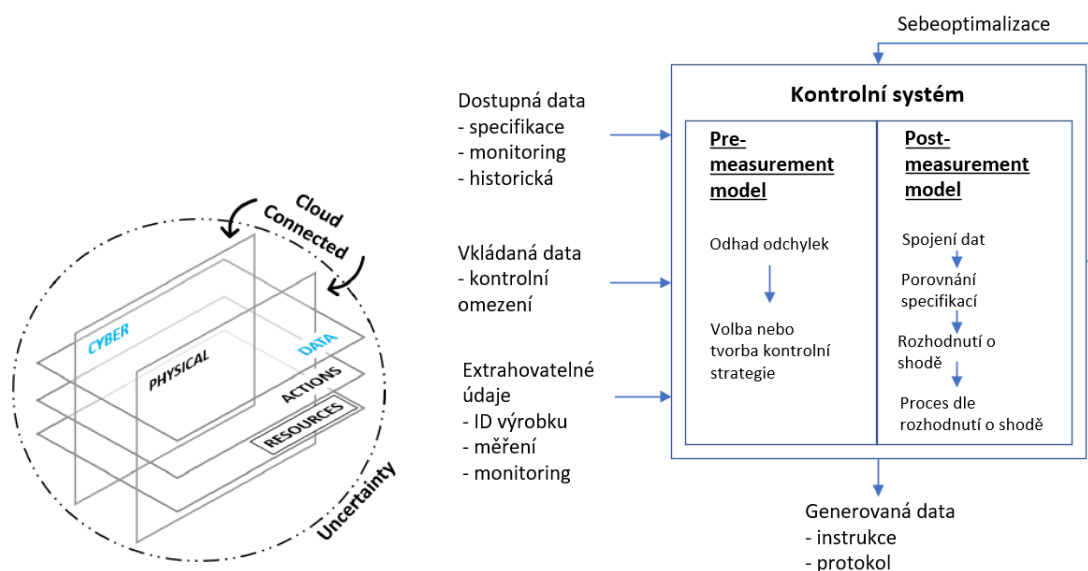 Cloud
Connected
CYBER
PHYSICAL
DATA
ACTIONS
RESOURCES
Uncertainty
Sebeoptimalizace
Dostupná data
- specifikace
- monitoring
- historická
Vkládaná data
- kontrolní
omezení
Extrahovatelné
údaje
- ID výrobku
- měření
- monitoring
Kontrolní systém
Pre-
measurement
model
Odhad odchylek
Volba nebo
tvorba kontrolní
strategie
Post-
measurement
model
Spojení dat
Porovnání
specifikací
Rozhodnutí o
shodě
Proces dle
rozhodnutí o shodě
Generovaná data
- instrukce
- protokol